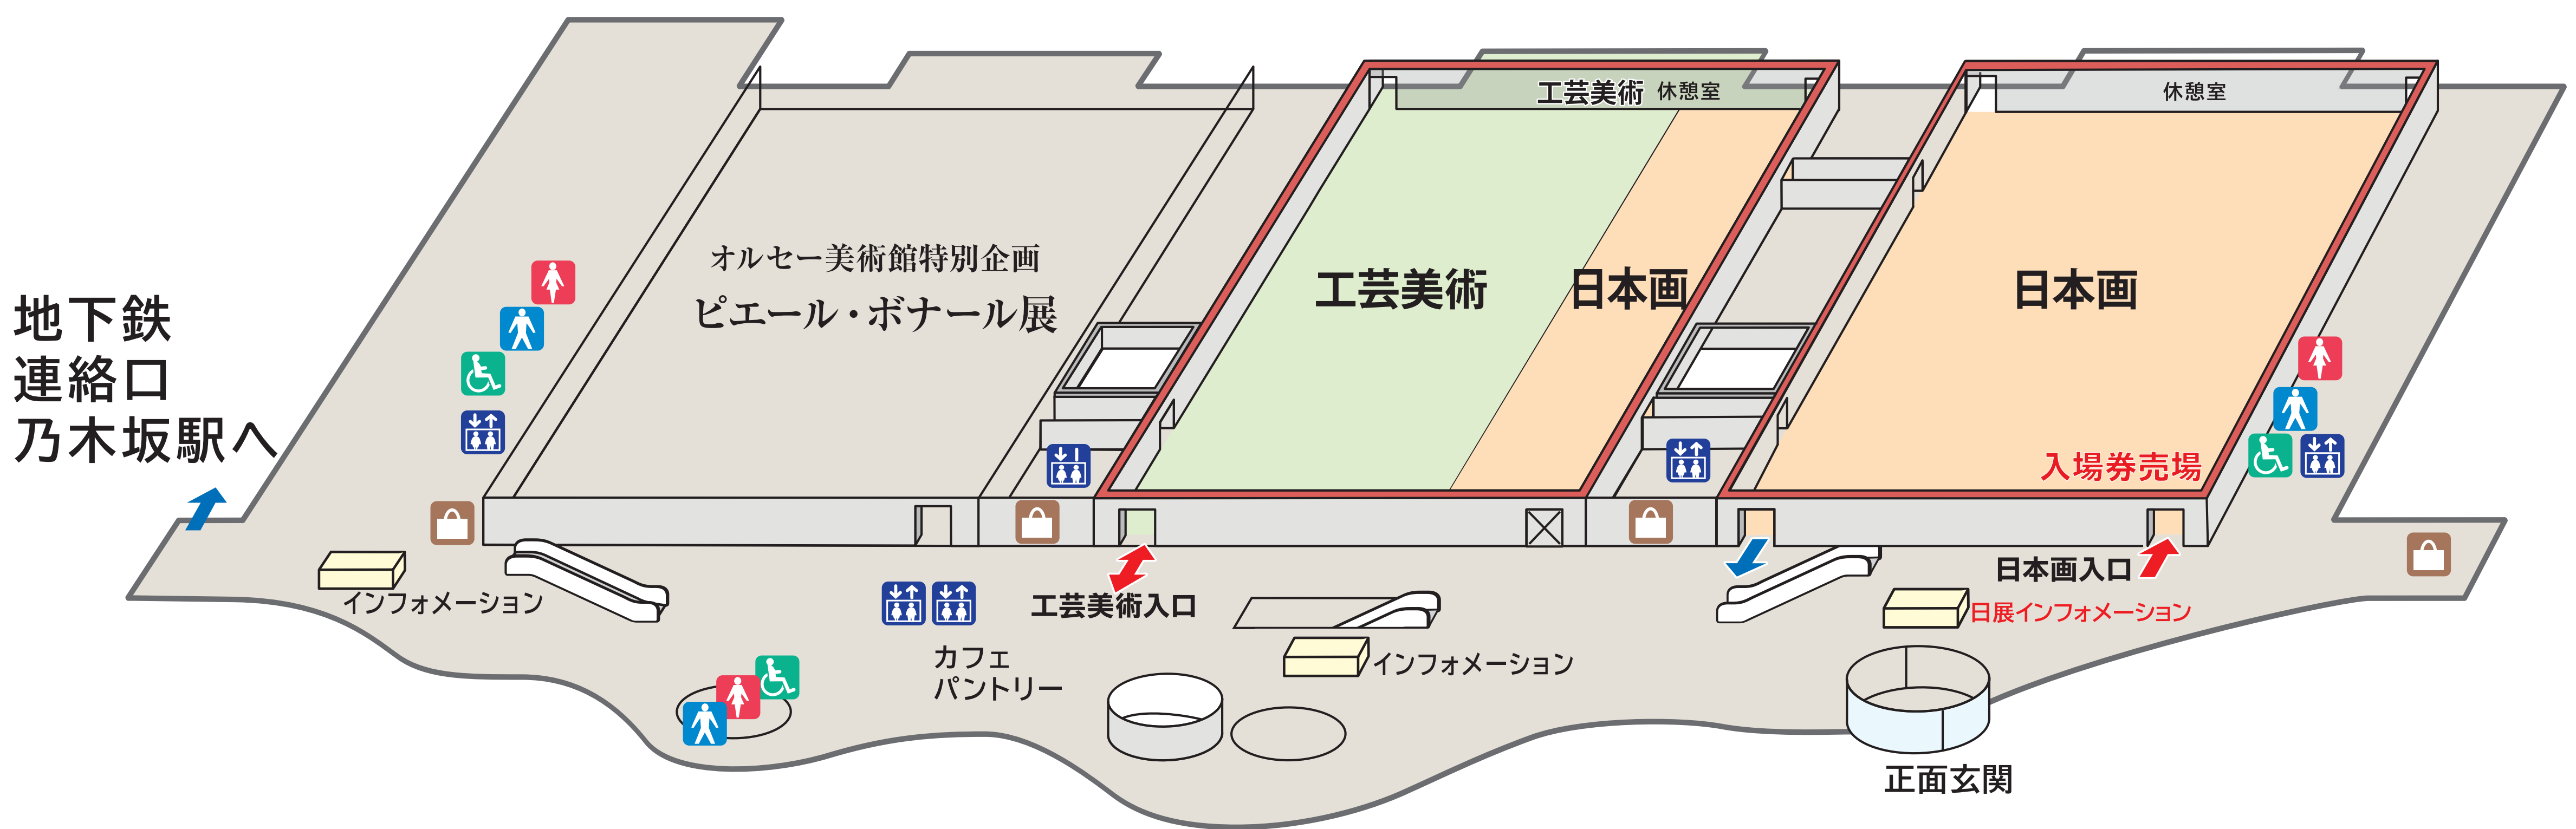 工芸美術 休憩室
休憩室
オルセー美術館特別企画
ピエール・ボナール展
工芸美術
日本画
日本画
地下鉄
連絡口
乃木坂駅へ
入場券売場
インフォメーション
工芸美術入口
日本画入口
日展インフォメーション
カフェ
パントリー
インフォメーション
正面玄関